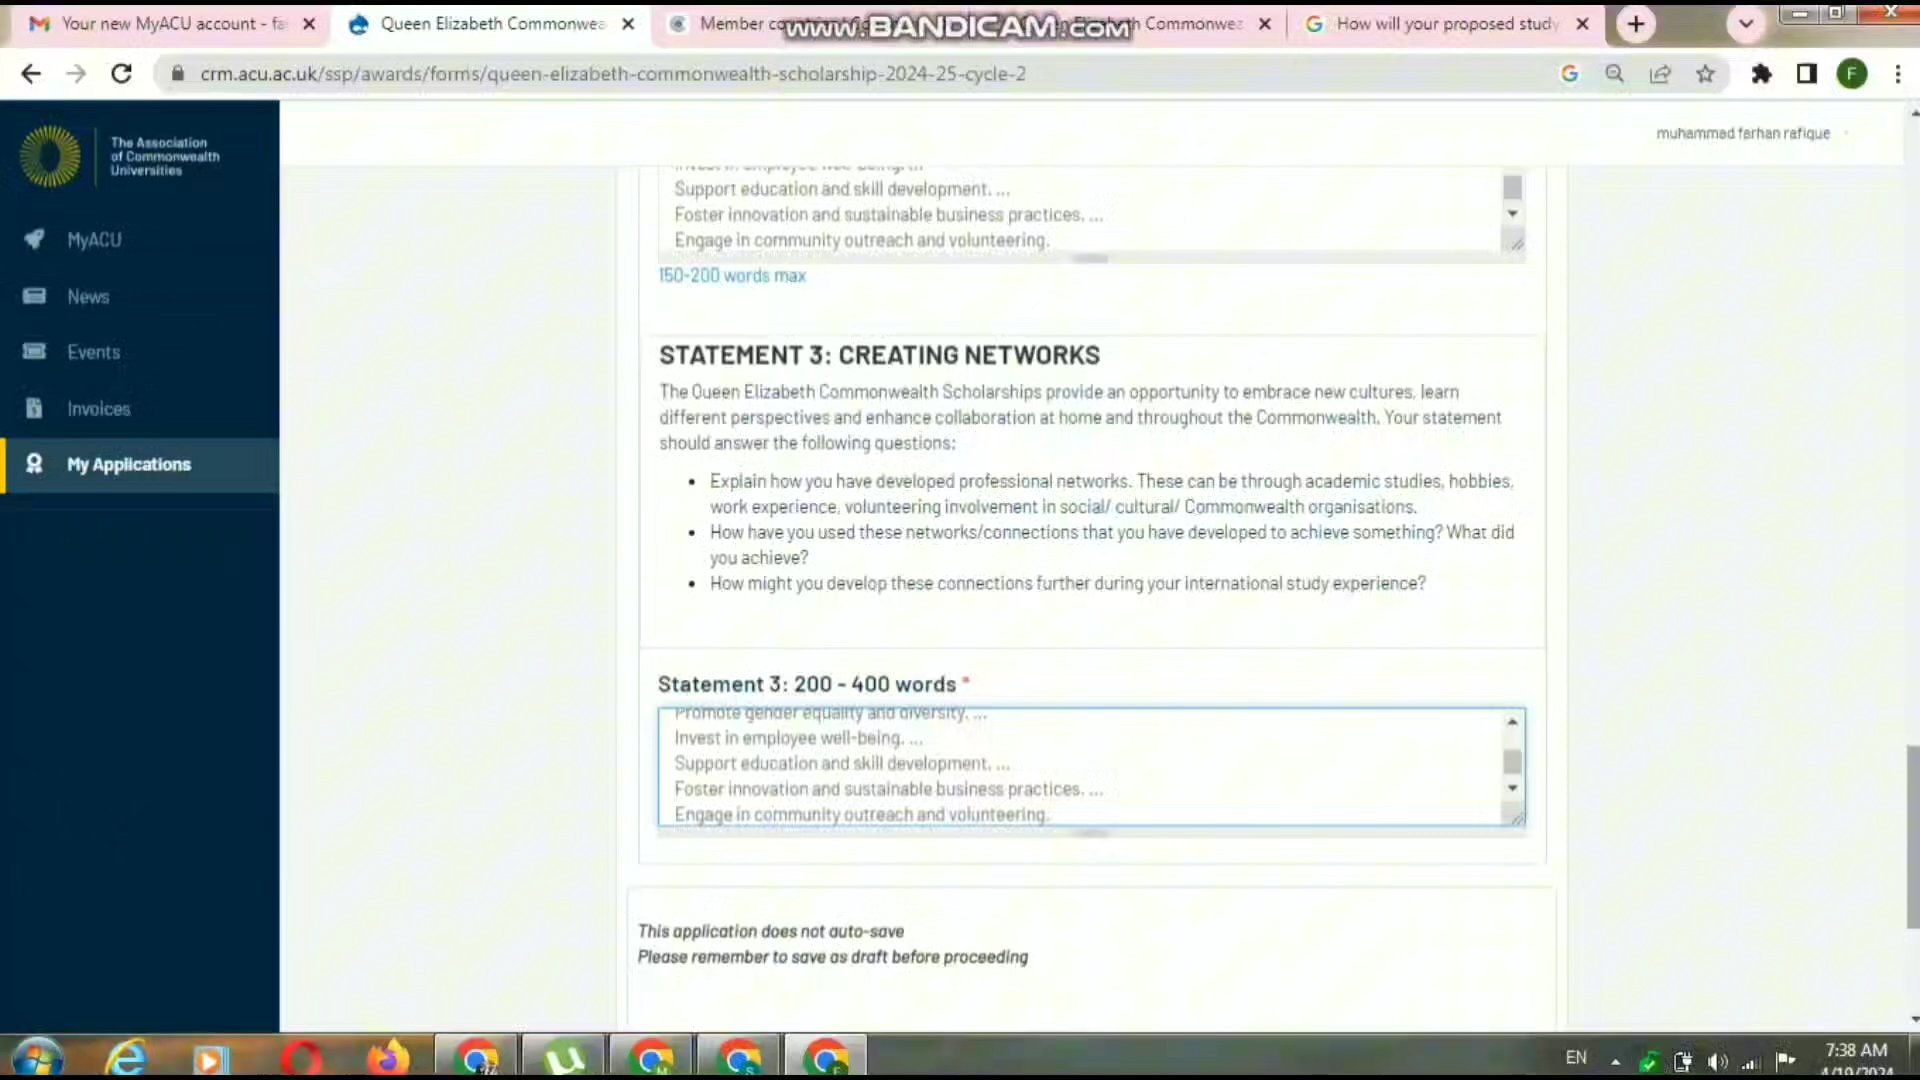 Your new MyACU account - fa
Queen Elizabeth Commonwea
Member co
www.BANDICAM.com
th Commonwea
How will your proposed study
crm.acu.ac.uk/ssp/awards/forms/queen-elizabeth-commonwealth-scholarship-2024-25-cycle-2
F
The Association
of Commonwealth
Universities
muhammad farhan rafique
MyACU
News
Events
Invoices
My Applications
Support education and skill development. ...
Foster innovation and sustainable business practices. ...
Engage in community outreach and volunteering.
150-200 words max
STATEMENT 3: CREATING NETWORKS
The Queen Elizabeth Commonwealth Scholarships provide an opportunity to embrace new cultures, learn
different perspectives and enhance collaboration at home and throughout the Commonwealth. Your statement
should answer the following questions:
• Explain how you have developed professional networks. These can be through academic studies, hobbies,
work experience, volunteering involvement in social/ cultural/ Commonwealth organisations.
• How have you used these networks/connections that you have developed to achieve something? What did
you achieve?
• How might you develop these connections further during your international study experience?
Statement 3: 200 - 400 words *
Promote gender equality and diversity. ...
Invest in employee well-being. ...
Support education and skill development. ...
Foster innovation and sustainable business practices. ...
Engage in community outreach and volunteering.
This application does not auto-save
Please remember to save as draft before proceeding
EN
7:38 AM
4/19/2024